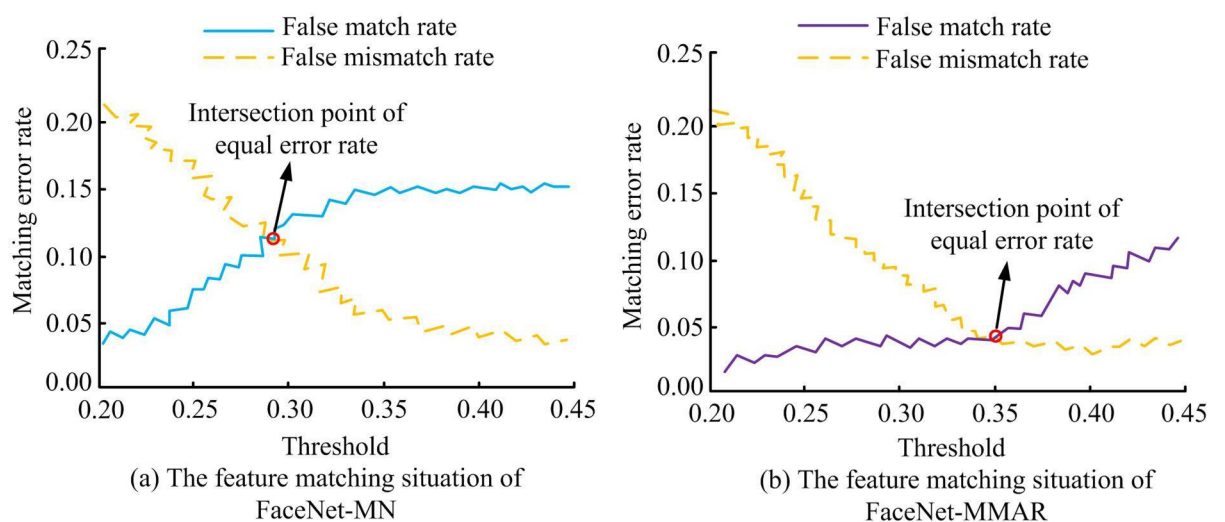 False match rate
False mismatch rate
0.25
0.20
0.15
0.10
0.05
0.00
Matching error rate
Intersection point of
equal error rate
0.20 0.25 0.30 0.35 0.40 0.45
Threshold
(a) The feature matching situation of
FaceNet-MN
False match rate
False mismatch rate
0.25
0.20
0.15
0.10
0.05
0.00
Matching error rate
Intersection point of
equal error rate
0.20 0.25 0.30 0.35 0.40 0.45
Threshold
(b) The feature matching situation of
FaceNet-MMAR